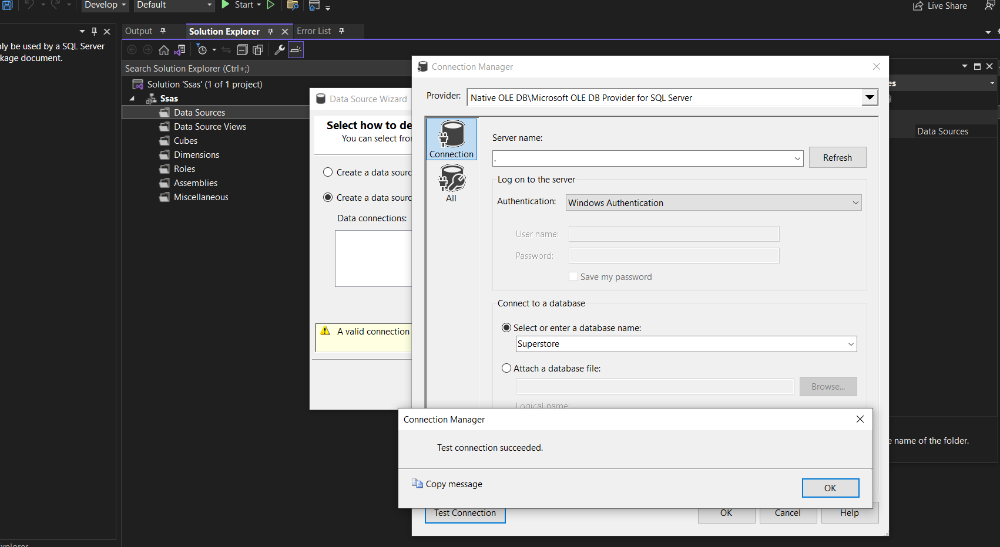 Develop
Default
Start
Live Share
Output
Solution Explorer
Error List
nly be used by a SQL Server
kage document.
Search Solution Explorer (Ctrl+;)
Solution 'Ssas' (1 of 1 project)
Ssas
Data Sources
Data Source Views
Cubes
Dimensions
Roles
Assemblies
Miscellaneous
Data Source Wizard
Select how to de
You can select fro
Create a data sourc
Create a data sourc
Data connections:
A valid connection
Connection Manager
Provider:
Native OLE DB\Microsoft OLE DB Provider for SQL Server
Connection
All
Server name:
.
Refresh
Log on to the server
Authentication:
Windows Authentication
User name:
Password:
Save my password
Connect to a database
Select or enter a database name:
Superstore
Attach a database file:
Browse...
Logical name:
Connection Manager
Test connection succeeded.
Copy message
OK
Test Connection
OK
Cancel
Help
es
Data Sources
e name of the folder.
xplorer